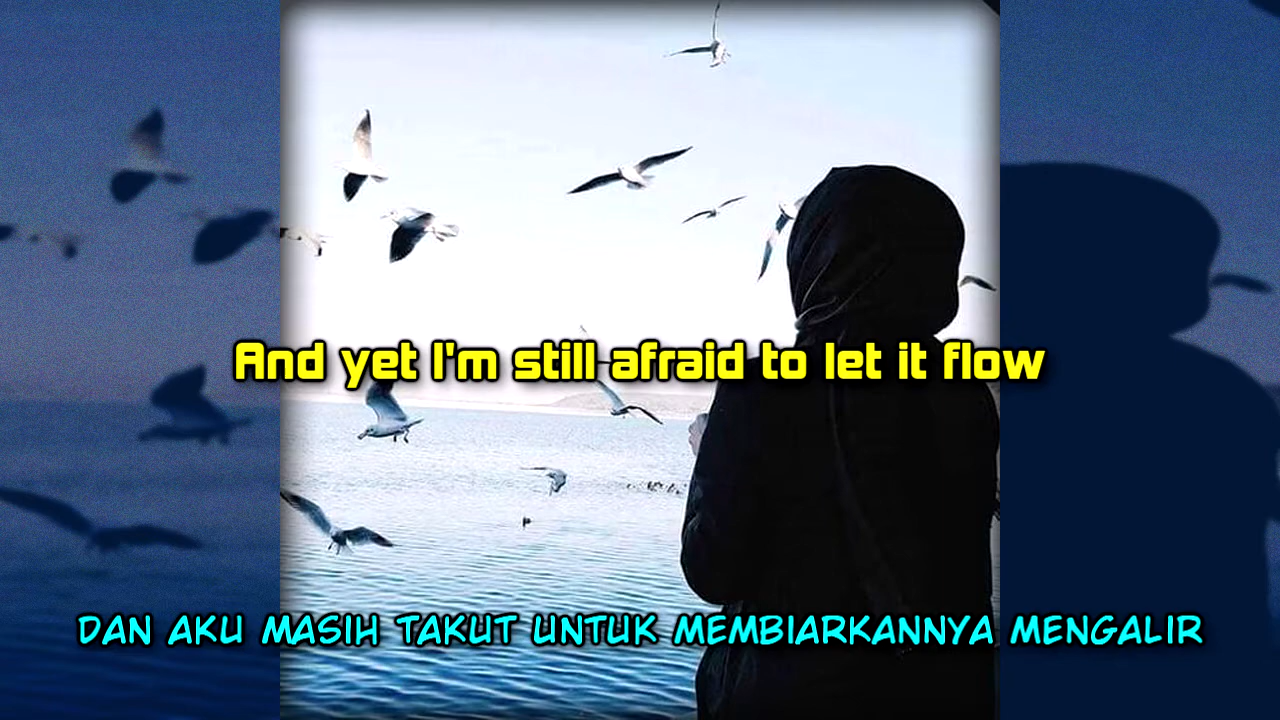 And yet I'm still afraid to let it flow
DAN AKU MASIH TAKUT UNTUK MEMBIARKANNYA MENGALIR